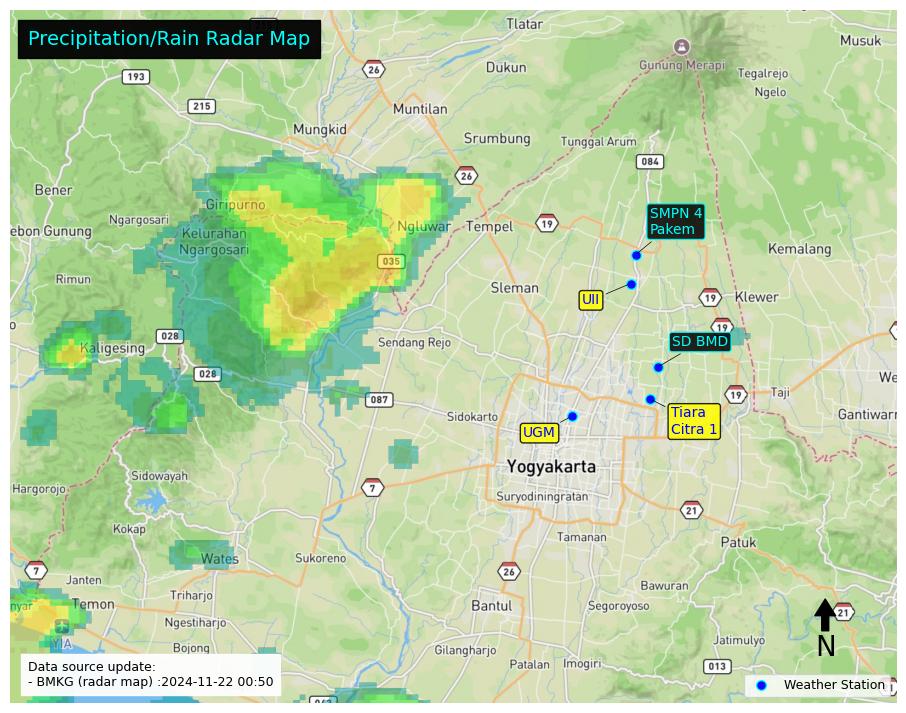 Precipitation/Rain Radar Map
Tlatar
Musuk
26
Gunung Merapi
193
Dukun
Tegalrejo
Ngelo
215
Muntilan
Mungkid
Srumbung
Tunggal Arum
084
26
Bener
Giripurno
SMPN 4
Pakem
Ngargosari
ebon Gunung
Kelurahan
Ngargosari
Ngluwar
Tempel
26
Kemalang
035
Rimun
Sleman
UII
19
Klewer
19
028
Kaligesing
Sendang Rejo
SD BMD
028
087
19
Taji
We
Sidokarto
Tiara
Citra 1
Gantiwarn
UGM
Yogyakarta
Sidowayah
Hargorojo
7
Suryodiningratan
21
Kokap
Tamanan
Patuk
Wates
Sukoreno
7
26
Janten
Bawuran
Triharjo
nyar
Temon
Bantul
Segoroyoso
21
Ngestiharjo
YIA
N
Jatimulyo
Bojong
Gilangharjo
Patalan
Imogiri
013
Data source update:
- BMKG (radar map) :2024-11-22 00:50
Weather Station